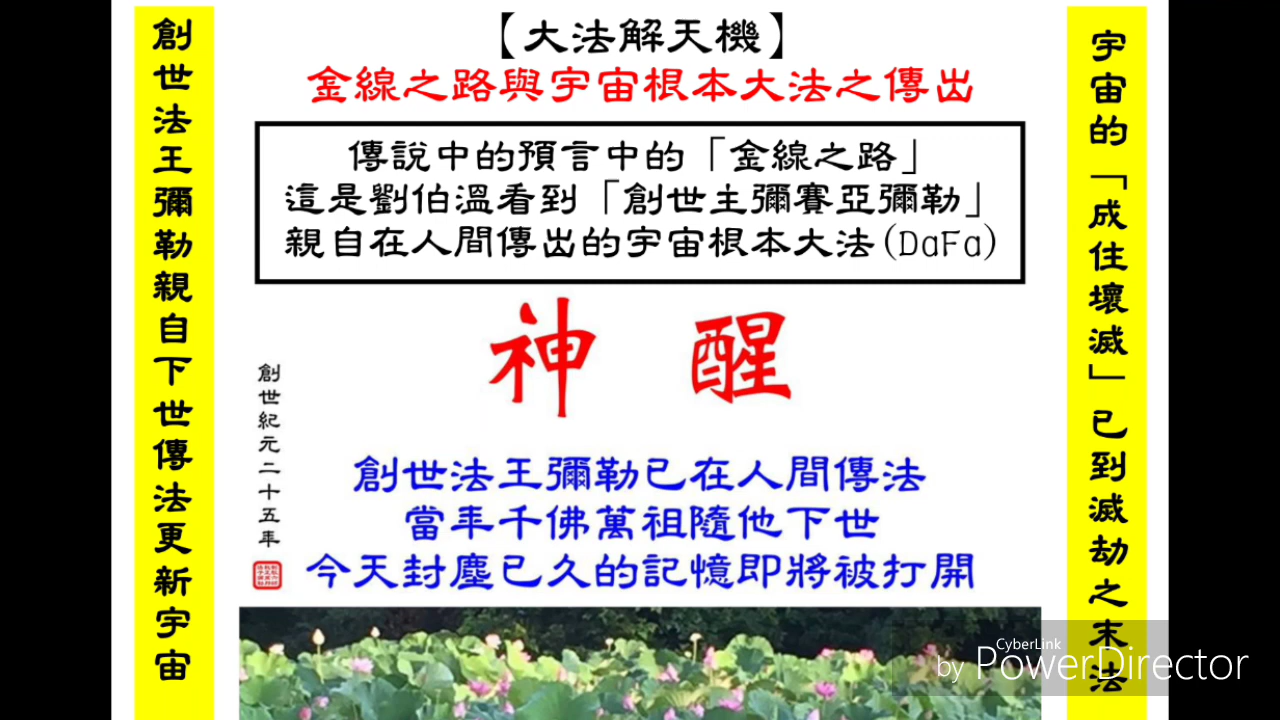 【大法解天機】
金線之路與宇宙根本大法之傳出
傳說中的預言中的「金線之路」
這是劉伯溫看到「創世主彌賽亞彌勒」
親自在人間傳出的宇宙根本大法(DaFa)
神 醒
創世法王彌勒已在人間傳法
當年千佛萬祖隨他下世
今天封塵已久的記憶即將被打開
創世紀元二十五年
宇宙的「成住壞滅」已到滅劫之末法
創世法王彌勒親自下世傳法更新宇宙
CyberLink
by PowerDirector